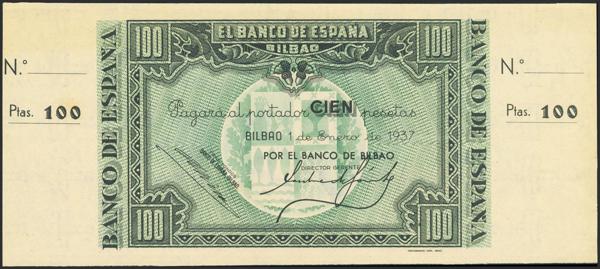 EL BANCO DE ESPAÑA
BILBAO
100
100
N.º
Ptas. 100
BANCO DE ESPAÑA
Pagará al portador CIEN pesetas
BILBAO 1 de Enero de 1937
POR EL BANCO DE BILBAO
DIRECTOR GERENTE
BANCO DE ESPAÑA
N.º
Ptas. 100
100
100